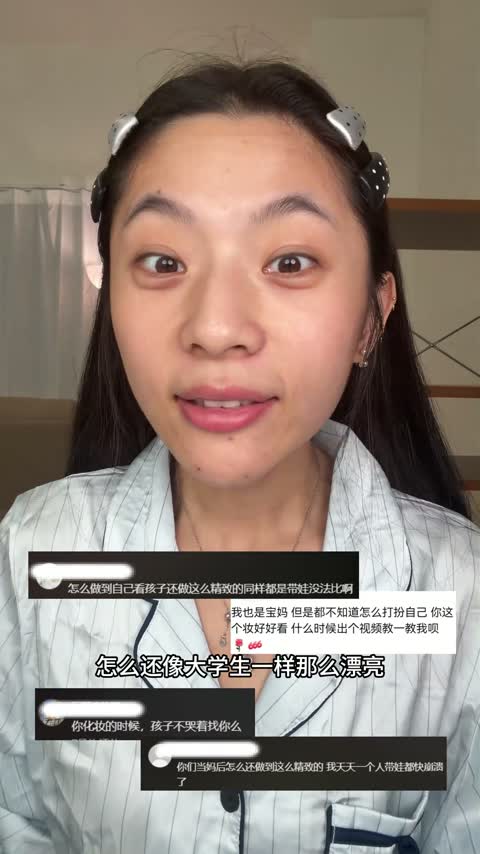 怎么做到自己看孩子还做这么精致的同样都是带娃没法比啊
我也是宝妈 但是都不知道怎么打扮自己 你这
个妆好好看 什么时候出个视频教一教我呗
怎么还像大学生一样那么漂亮
你化妆的时候，孩子不哭着找你么
你们当妈后怎么还做到这么精致的 我天天一个人带娃都快崩溃
了